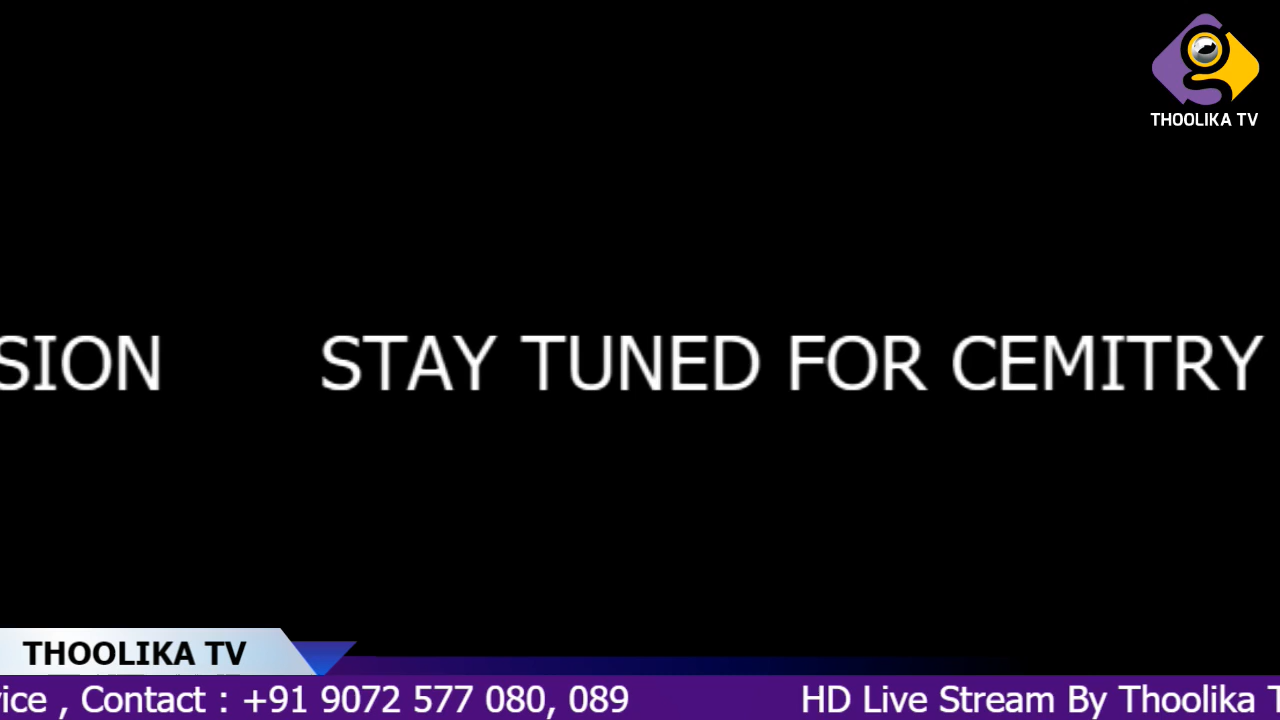 THOOLIKA TV
SION STAY TUNED FOR CEMITRY
THOOLIKA TV
ice , Contact : +91 9072 577 080, 089 HD Live Stream By Thoolika T